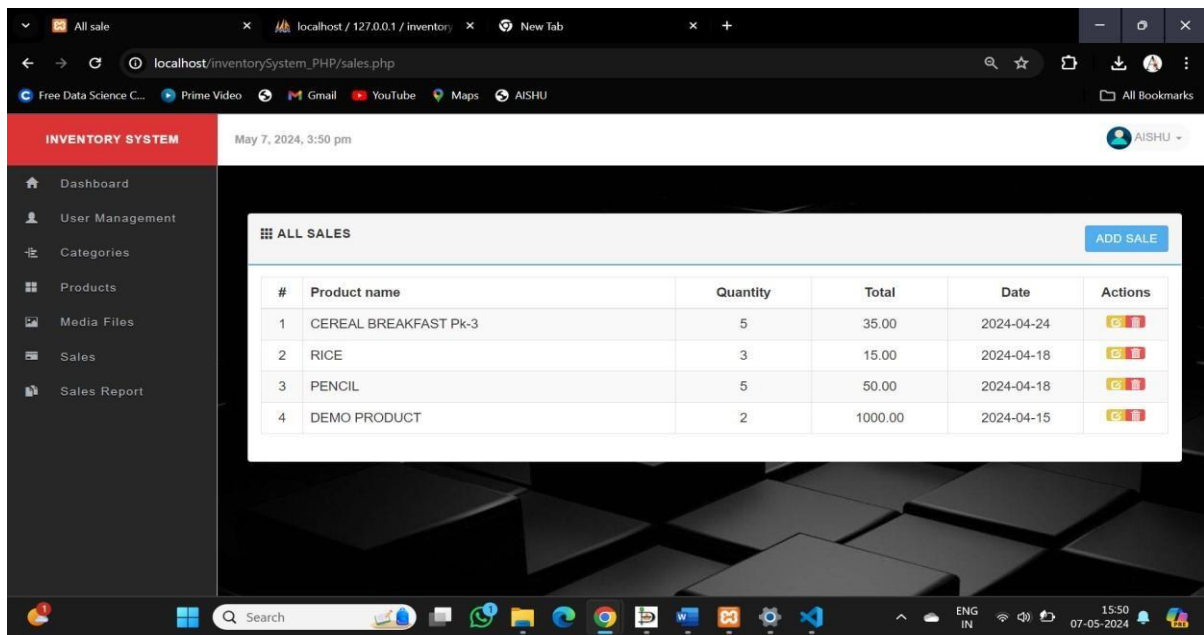 All sale
localhost / 127.0.0.1 / inventory
New Tab
localhost/inventorySystem_PHP/sales.php
Free Data Science C...
Prime Video
Gmail
YouTube
Maps
AISHU
All Bookmarks
INVENTORY SYSTEM
May 7, 2024, 3:50 pm
AISHU
Dashboard
User Management
Categories
Products
Media Files
Sales
Sales Report
ALL SALES
ADD SALE
# Product name Quantity Total Date Actions
1 CEREAL BREAKFAST Pk-3 5 35.00 2024-04-24
2 RICE 3 15.00 2024-04-18
3 PENCIL 5 50.00 2024-04-18
4 DEMO PRODUCT 2 1000.00 2024-04-15
1
Search
ENG
IN
15:50
07-05-2024
PRE